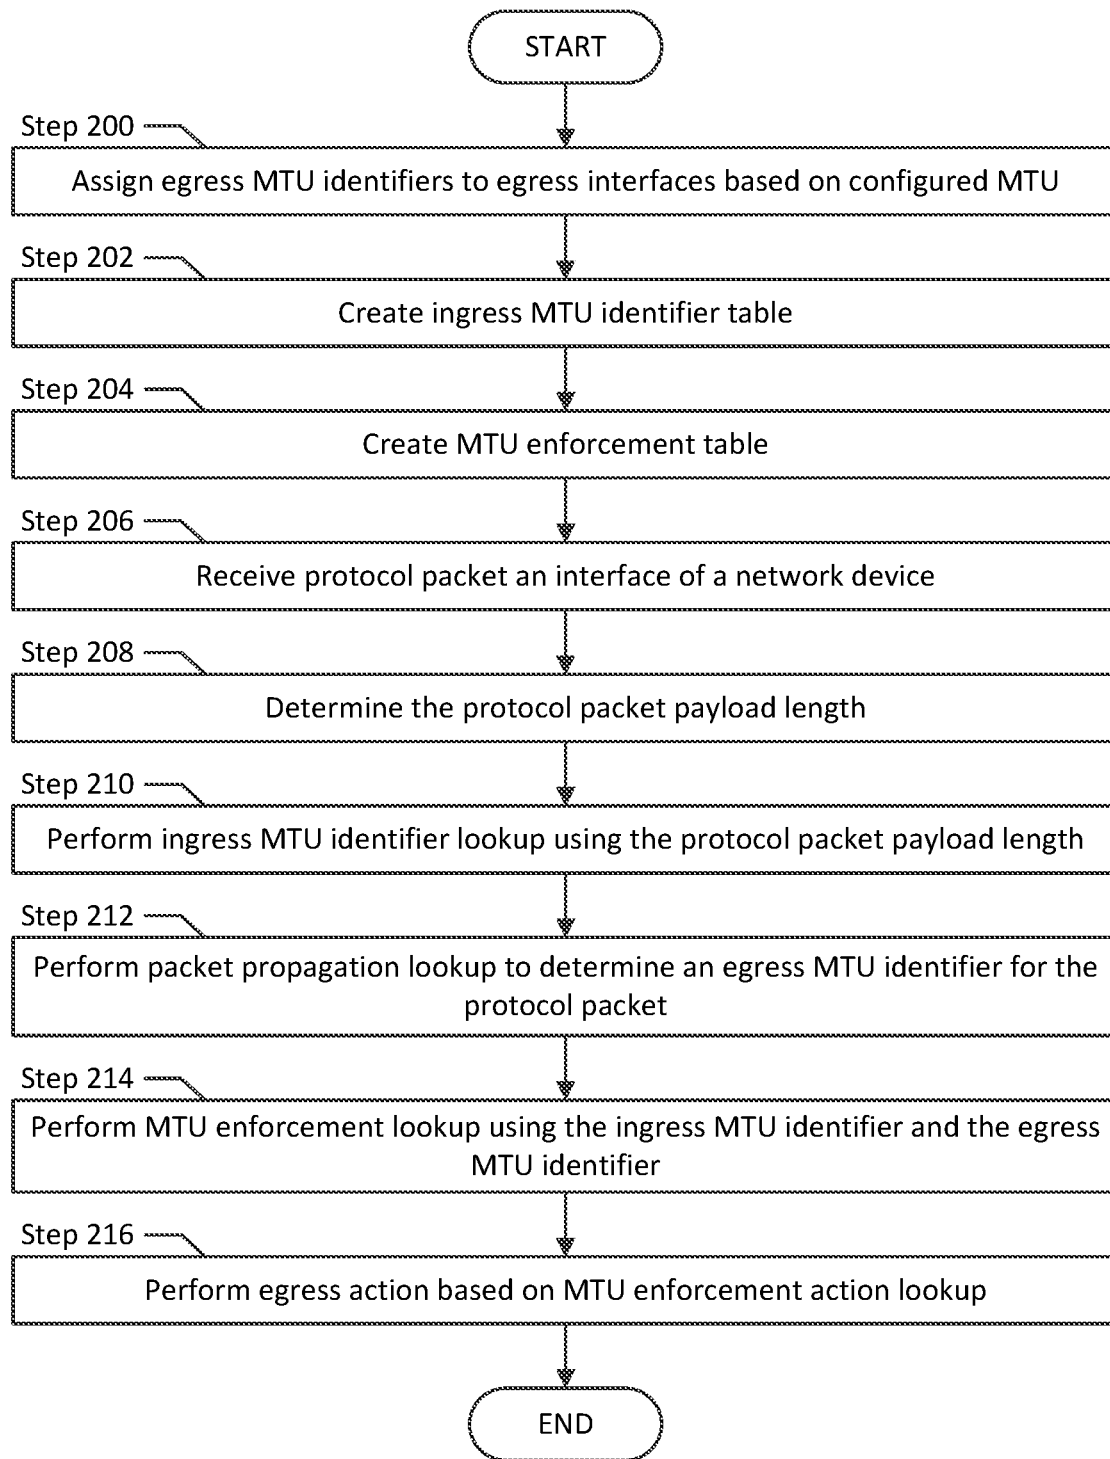 START
Step 200
Assign egress MTU identifiers to egress interfaces based on configured MTU
Step 202
Create ingress MTU identifier table
Step 204
Create MTU enforcement table
Step 206
Receive protocol packet an interface of a network device
Step 208
Determine the protocol packet payload length
Step 210
Perform ingress MTU identifier lookup using the protocol packet payload length
Step 212
Perform packet propagation lookup to determine an egress MTU identifier for the
protocol packet
Step 214
Perform MTU enforcement lookup using the ingress MTU identifier and the egress
MTU identifier
Step 216
Perform egress action based on MTU enforcement action lookup
END